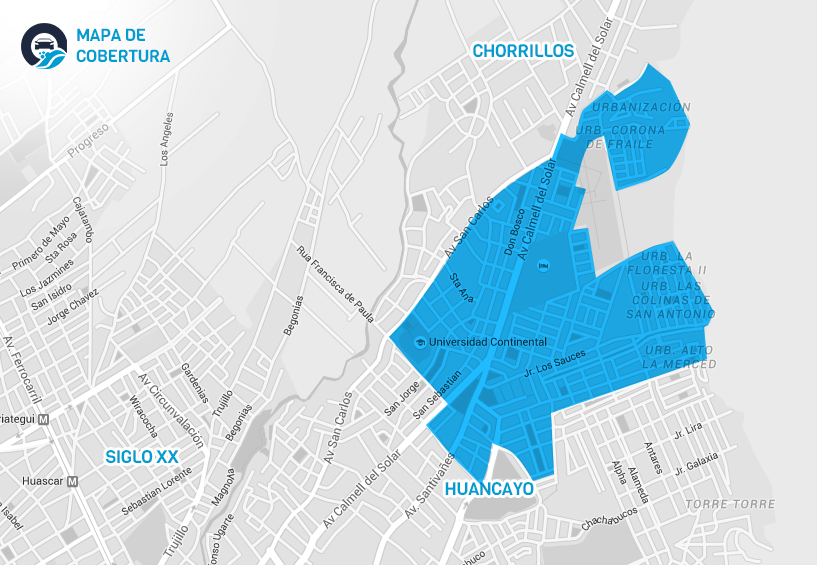 MAPA DE
COBERTURA
CHORRILLOS
Av Calmell del Solar
URBANIZACION
URB. CORONA
DE FRAILE
Progreso
Los Angeles
Cajatambo
Primero de Mayo
Sta Rosa
Los Jazmines
San Isidro
Jorge Chavez
Av San Carlos
Don Bosco
Av Calmell del Solar
Rua Francisca de Paula
Begonias
Sta Ana
URB. LA
FLORESTA II
URB. LAS
COLINAS DE
SAN ANTONIO
Universidad Continental
URB. ALTO
LA MERCED
Jr. Los Sauces
Av. Ferrocarril
Av Circunvalación
Gardenias
Trujillo
Wiracocha
Begonias
San Jorge
San Sebastian
Av San Carlos
riategui M
SIGLO XX
Huascar M
Sebastian Lorente
Magnolia
Av Calmell del Solar
Av. Santivañes
HUANCAYO
Jr. Lira
Antares
Jr. Galaxia
Alpha
Alameda
TORRE TORRE
Chachapoucos
Isabel
Trujillo
onso Ugarte
buco